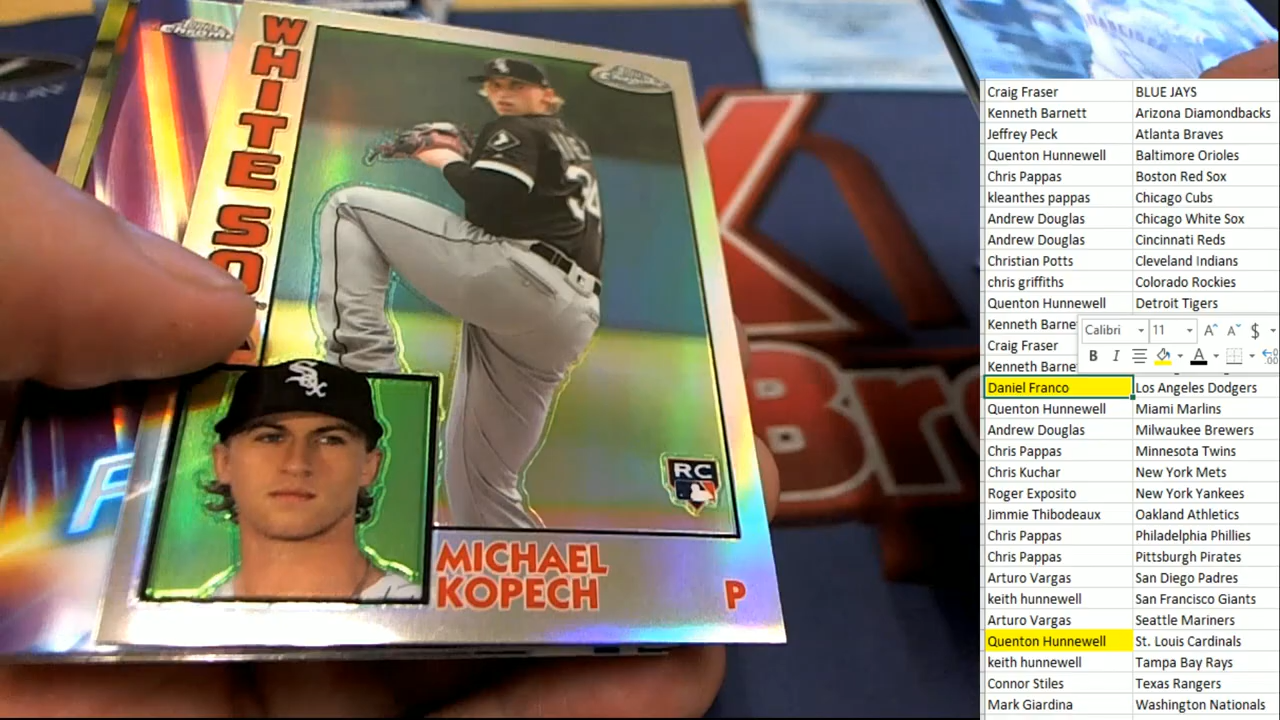 WHITE SO
RC
MICHAEL
KOPECH
P
Craig Fraser BLUE JAYS
Kenneth Barnett Arizona Diamondbacks
Jeffrey Peck Atlanta Braves
Quenton Hunnewell Baltimore Orioles
Chris Pappas Boston Red Sox
kleanthes pappas Chicago Cubs
Andrew Douglas Chicago White Sox
Andrew Douglas Cincinnati Reds
Christian Potts Cleveland Indians
chris griffiths Colorado Rockies
Quenton Hunnewell Detroit Tigers
Kenneth Barne
Calibri 11 A A $
Craig Fraser
B I A
Kenneth Barne
Daniel Franco Los Angeles Dodgers
Quenton Hunnewell Miami Marlins
Andrew Douglas Milwaukee Brewers
Chris Pappas Minnesota Twins
Chris Kuchar New York Mets
Roger Exposito New York Yankees
Jimmie Thibodeaux Oakland Athletics
Chris Pappas Philadelphia Phillies
Chris Pappas Pittsburgh Pirates
Arturo Vargas San Diego Padres
keith hunnewell San Francisco Giants
Arturo Vargas Seattle Mariners
Quenton Hunnewell St. Louis Cardinals
keith hunnewell Tampa Bay Rays
Connor Stiles Texas Rangers
Mark Giardina Washington Nationals